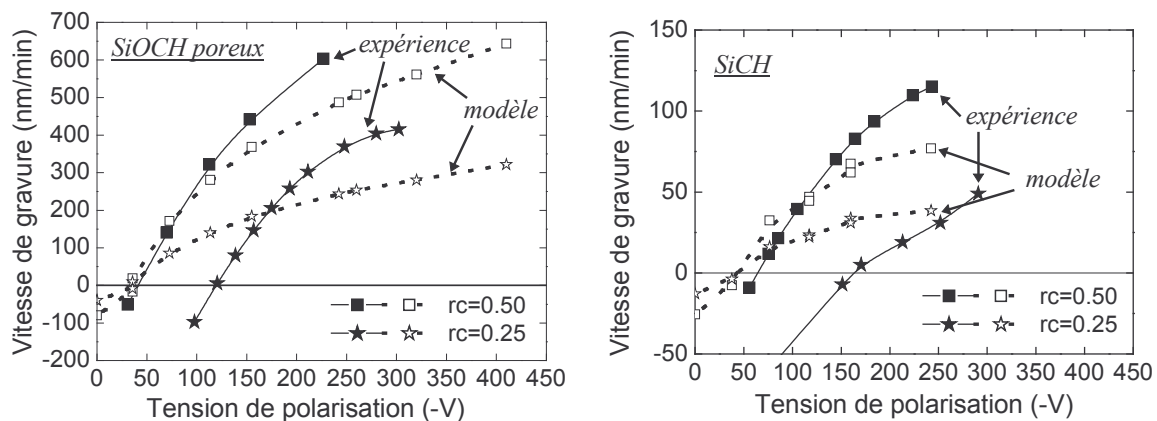 700
600
500
400
300
200
100
0
-100
-200
Vitesse de gravure (nm/min)
SiOCH poreux
expérience
modèle
rc=0.50
rc=0.25
0 50 100 150 200 250 300 350 400 450
Tension de polarisation (-V)
150
100
50
0
-50
Vitesse de gravure (nm/min)
SiCH
expérience
modèle
rc=0.50
rc=0.25
0 50 100 150 200 250 300 350 400 450
Tension de polarisation (-V)